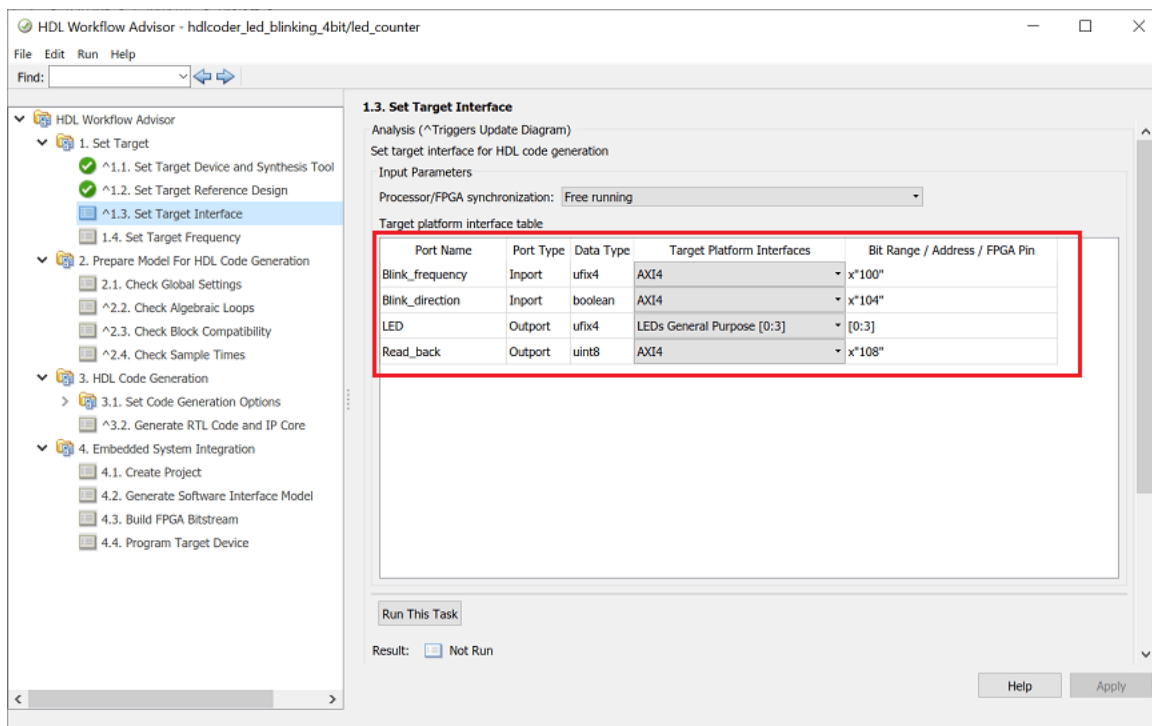 HDL Workflow Advisor - hdlcoder_led_blinking_4bit/led_counter
File Edit Run Help
Find:
HDL Workflow Advisor
1. Set Target
^1.1. Set Target Device and Synthesis Tool
^1.2. Set Target Reference Design
^1.3. Set Target Interface
1.4. Set Target Frequency
2. Prepare Model For HDL Code Generation
2.1. Check Global Settings
^2.2. Check Algebraic Loops
^2.3. Check Block Compatibility
^2.4. Check Sample Times
3. HDL Code Generation
3.1. Set Code Generation Options
^3.2. Generate RTL Code and IP Core
4. Embedded System Integration
4.1. Create Project
4.2. Generate Software Interface Model
4.3. Build FPGA Bitstream
4.4. Program Target Device
1.3. Set Target Interface
Analysis (^Triggers Update Diagram)
Set target interface for HDL code generation
Input Parameters
Processor/FPGA synchronization: Free running
Target platform interface table
Port Name Port Type Data Type Target Platform Interfaces Bit Range / Address / FPGA Pin
Blink_frequency Inport ufix4 AXI4 x"100"
Blink_direction Inport boolean AXI4 x"104"
LED Outport ufix4 LEDs General Purpose [0:3] [0:3]
Read_back Outport uint8 AXI4 x"108"
Run This Task
Result: Not Run
Help Apply